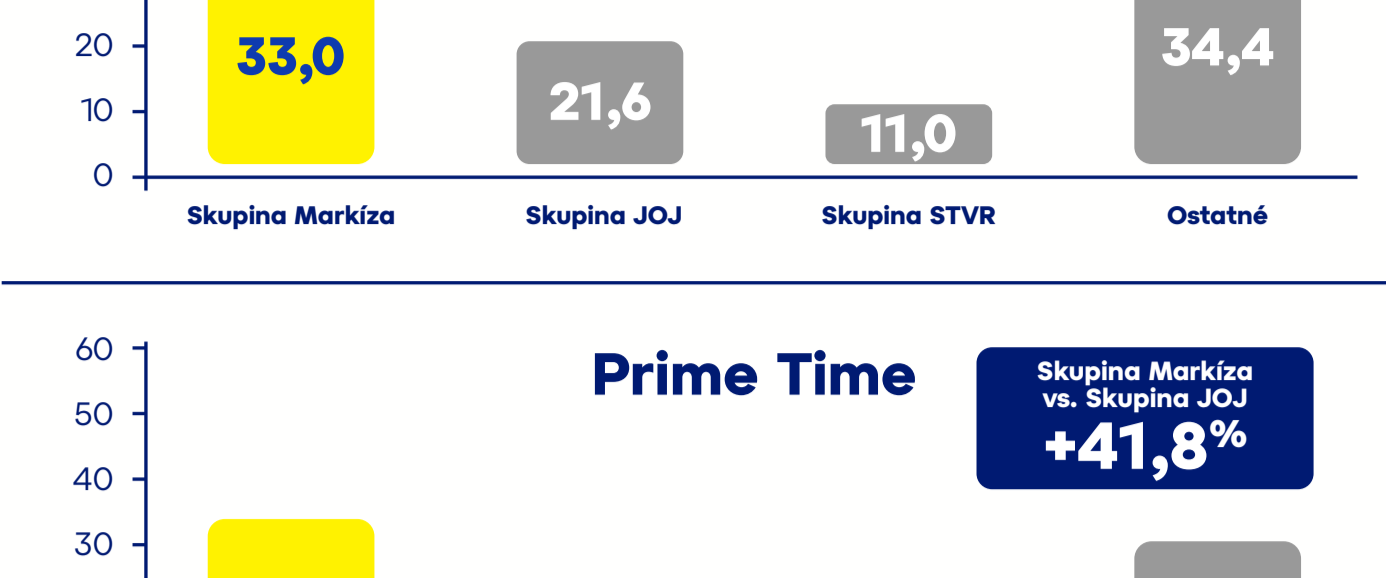 20
33,0
34,4
10
21,6
11,0
0
Skupina Markíza
Skupina JOJ
Skupina STVR
Ostatné
60
Prime Time
Skupina Markíza
vs. Skupina JOJ
+41,8%
50
40
30